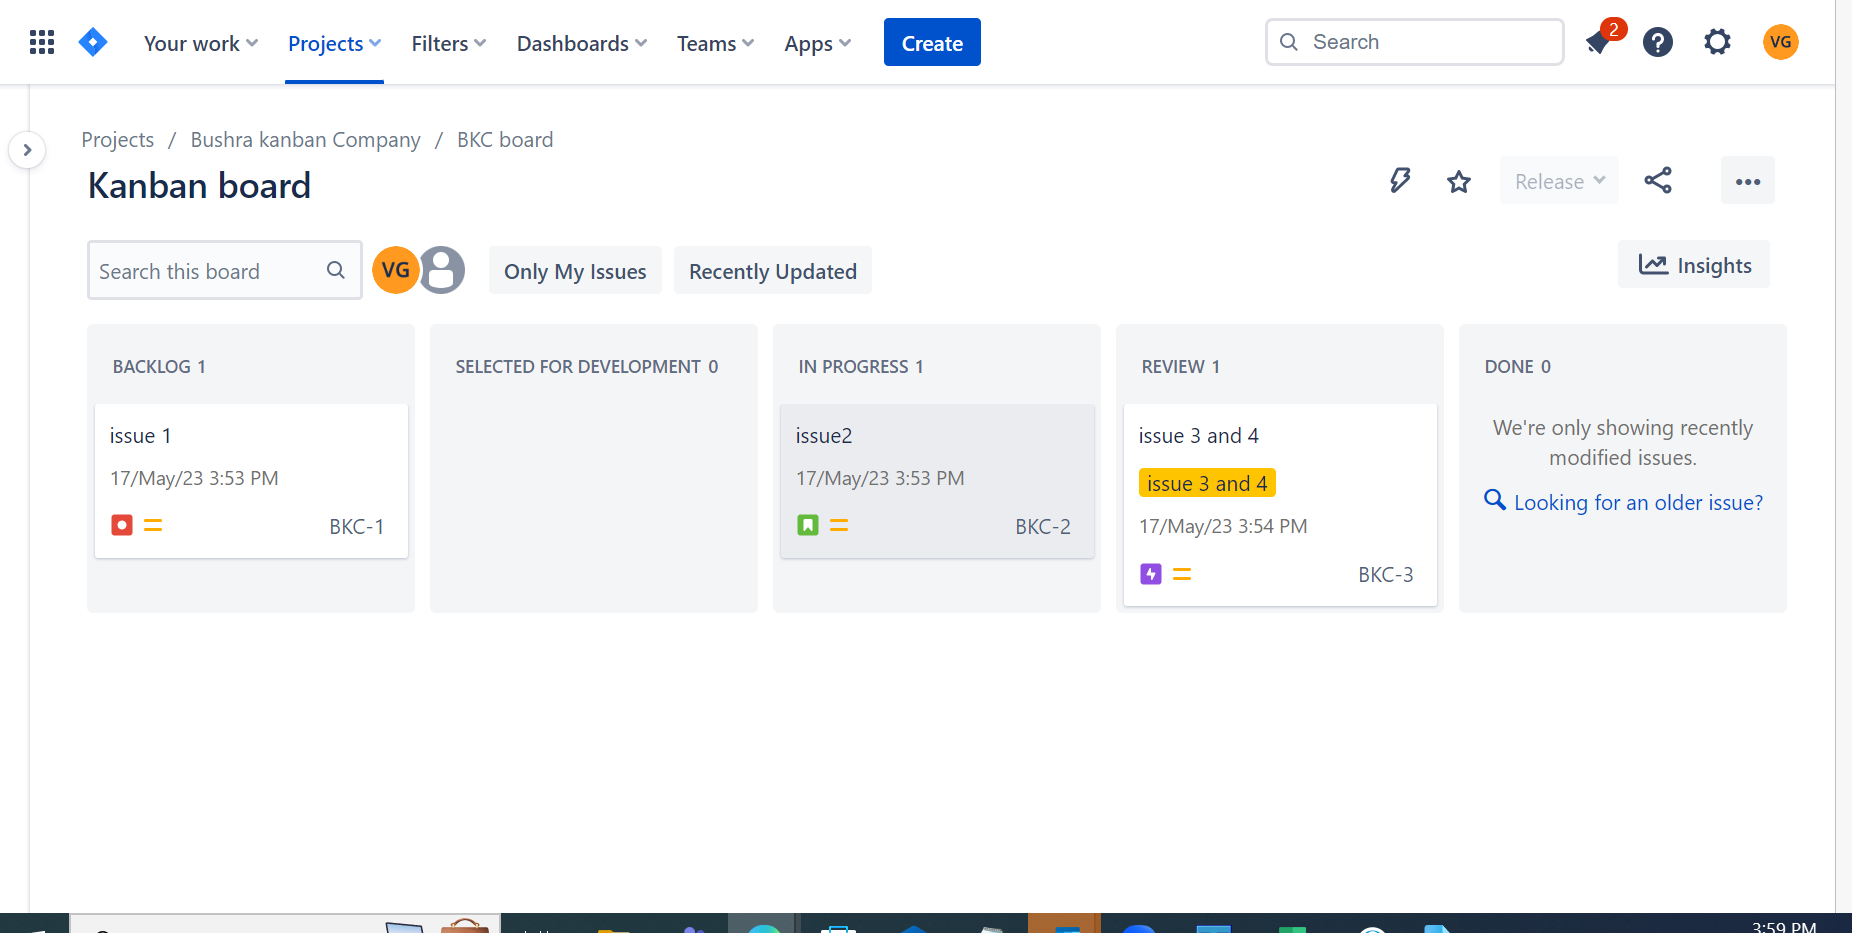 Your work Projects Filters Dashboards Teams Apps Create Search 2 VG
Projects / Bushra kanban Company / BKC board
Kanban board
Release
Search this board VG Only My Issues Recently Updated Insights
BACKLOG 1
issue 1
17/May/23 3:53 PM
BKC-1
SELECTED FOR DEVELOPMENT 0
IN PROGRESS 1
issue2
17/May/23 3:53 PM
BKC-2
REVIEW 1
issue 3 and 4
issue 3 and 4
17/May/23 3:54 PM
BKC-3
DONE 0
We're only showing recently
modified issues.
Looking for an older issue?
3:59 PM